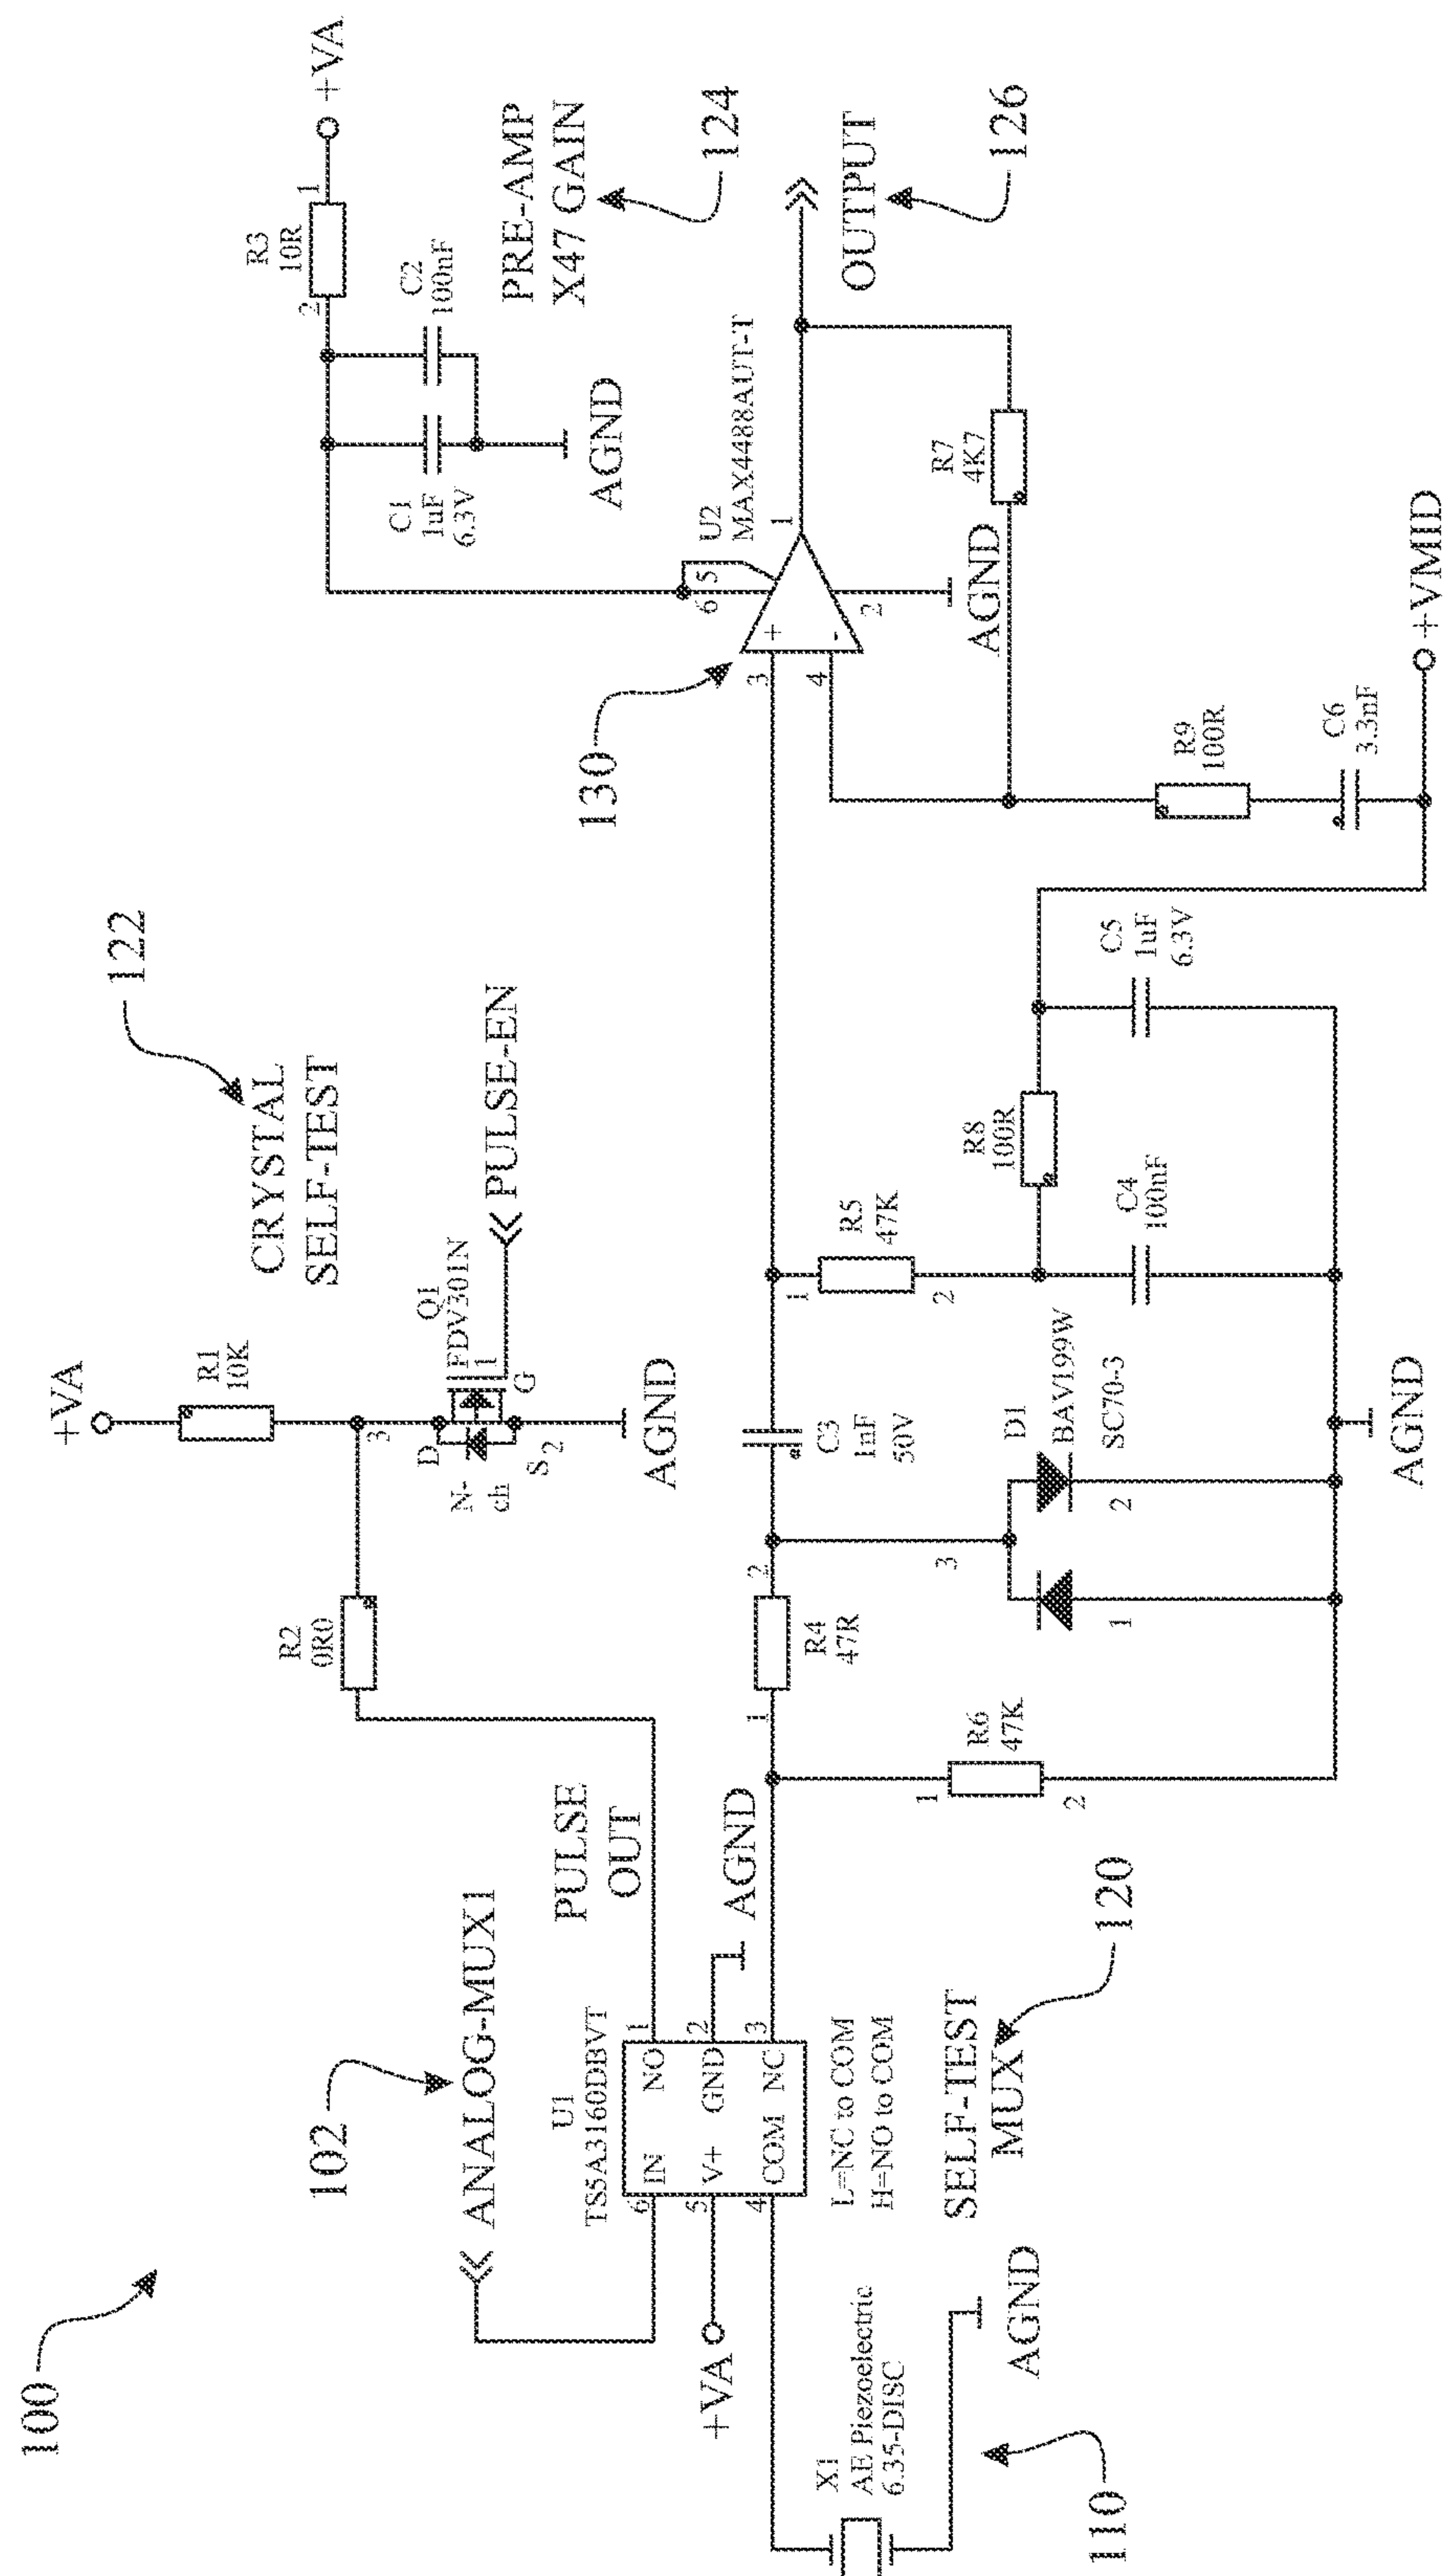 100
102
ANALOG-MUX1
U1
TS5A3160DBVT
6
IN
NO
1
+VA
5
V+
GND
2
AGND
4
COM
NC
3
L=NC to COM
H=NO to COM
SELF-TEST
MUX
120
X1
AE Piezoelectric
6.35-DISC
AGND
110
PULSE
OUT
R2
0R0
+VA
R1
10K
3
D
N-
ch
S
2
G
1
Q1
FDV301N
AGND
PULSE-EN
CRYSTAL
SELF-TEST
122
1
R4
47R
2
1
R6
47K
2
3
1
2
D1
BAV199W
SC70-3
C3
1nF
50V
1
R5
47K
2
R8
100R
C4
100nF
C5
1uF
6.3V
AGND
130
3
+
4
-
6
5
U2
MAX4488AUT-T
1
2
AGND
R7
4K7
R9
100R
C6
3.3nF
+VMID
C1
1uF
6.3V
C2
100nF
AGND
2
R3
10R
1
+VA
PRE-AMP
X47 GAIN
124
OUTPUT
126